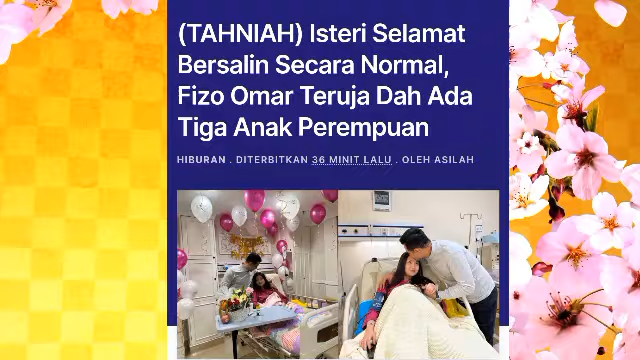 (TAHNIAH) Isteri Selamat
Bersalin Secara Normal,
Fizo Omar Teruja Dah Ada
Tiga Anak Perempuan
HIBURAN . DITERBITKAN 36 MINIT LALU . OLEH ASILAH